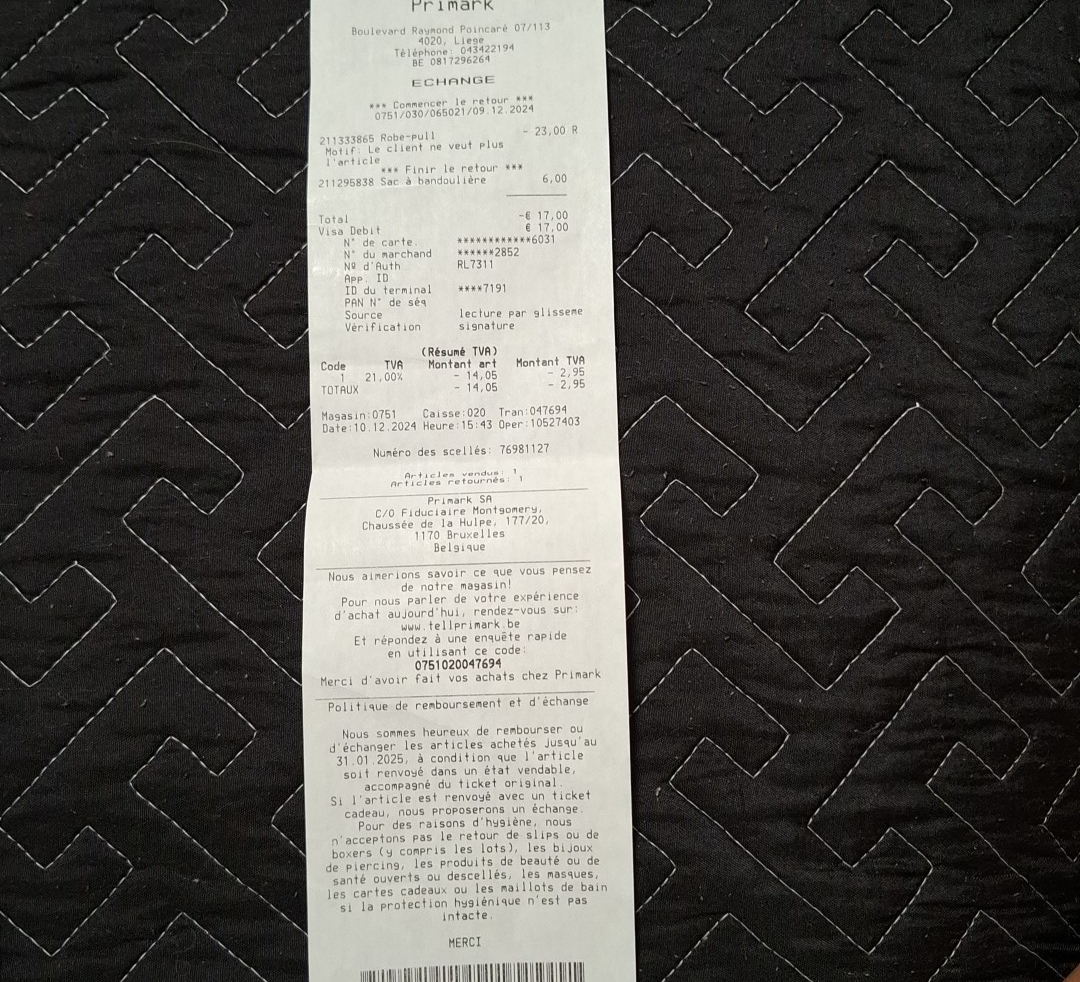 Primark
Boulevard Raymond Poincaré 07/113
4020, Liege
Téléphone: 043422194
BE 0817296264
ECHANGE
*** Commencer le retour ***
0751/030/065021/09.12.2024
211333865 Robe-pull - 23,00 R
Motif: Le client ne veut plus
l'article
*** Finir le retour ***
211295838 Sac à bandoulière 6,00
Total -€ 17,00
Visa Debit € 17,00
N° de carte. ************6031
N° du marchand ******2852
Nº d'Auth RL7311
App. ID
ID du terminal ****7191
PAN N° de séq
Source lecture par glisseme
Vérification signature
(Résumé TVA)
Code TVA Montant art Montant TVA
1 21,00% - 14,05 - 2,95
TOTAUX - 14,05 - 2,95
Magasin:0751 Caisse:020 Tran:047694
Date:10.12.2024 Heure:15:43 Oper:10527403
Numéro des scellés: 76981127
Articles vendus: 1
Articles retournés: 1
Primark SA
C/O Fiduciaire Montgomery,
Chaussée de la Hulpe, 177/20,
1170 Bruxelles
Belgique
Nous aimerions savoir ce que vous pensez
de notre magasin!
Pour nous parler de votre expérience
d'achat aujourd'hui, rendez-vous sur:
www.tellprimark.be
Et répondez à une enquête rapide
en utilisant ce code:
0751020047694
Merci d'avoir fait vos achats chez Primark
Politique de remboursement et d'échange
Nous sommes heureux de rembourser ou
d'échanger les articles achetés jusqu'au
31.01.2025, à condition que l'article
soit renvoyé dans un état vendable,
accompagné du ticket original.
Si l'article est renvoyé avec un ticket
cadeau, nous proposerons un échange.
Pour des raisons d'hygiène, nous
n'acceptons pas le retour de slips ou de
boxers (y compris les lots), les bijoux
de piercing, les produits de beauté ou de
santé ouverts ou descellés, les masques,
les cartes cadeaux ou les maillots de bain
si la protection hygiénique n'est pas
intacte.
MERCI